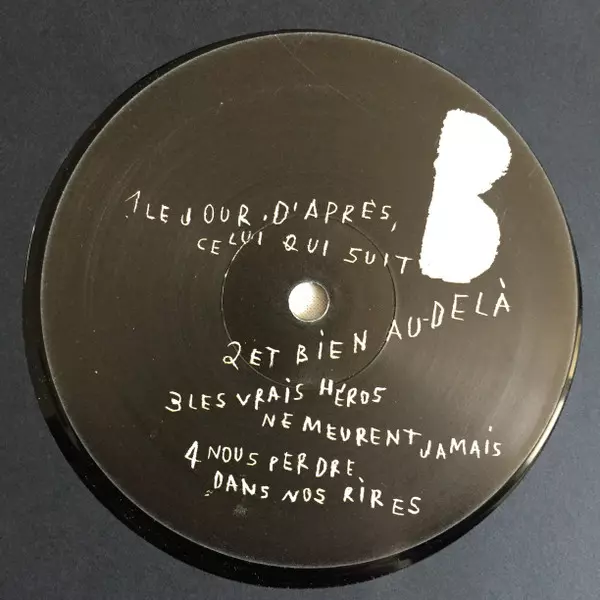 B
1 LE JOUR. D'APRÈS,
CELUI QUI SUIT
2 ET BIEN AU-DELÀ
3 LES VRAIS HÉROS
NE MEURENT JAMAIS
4 NOUS PERDRE
DANS NOS RIRES